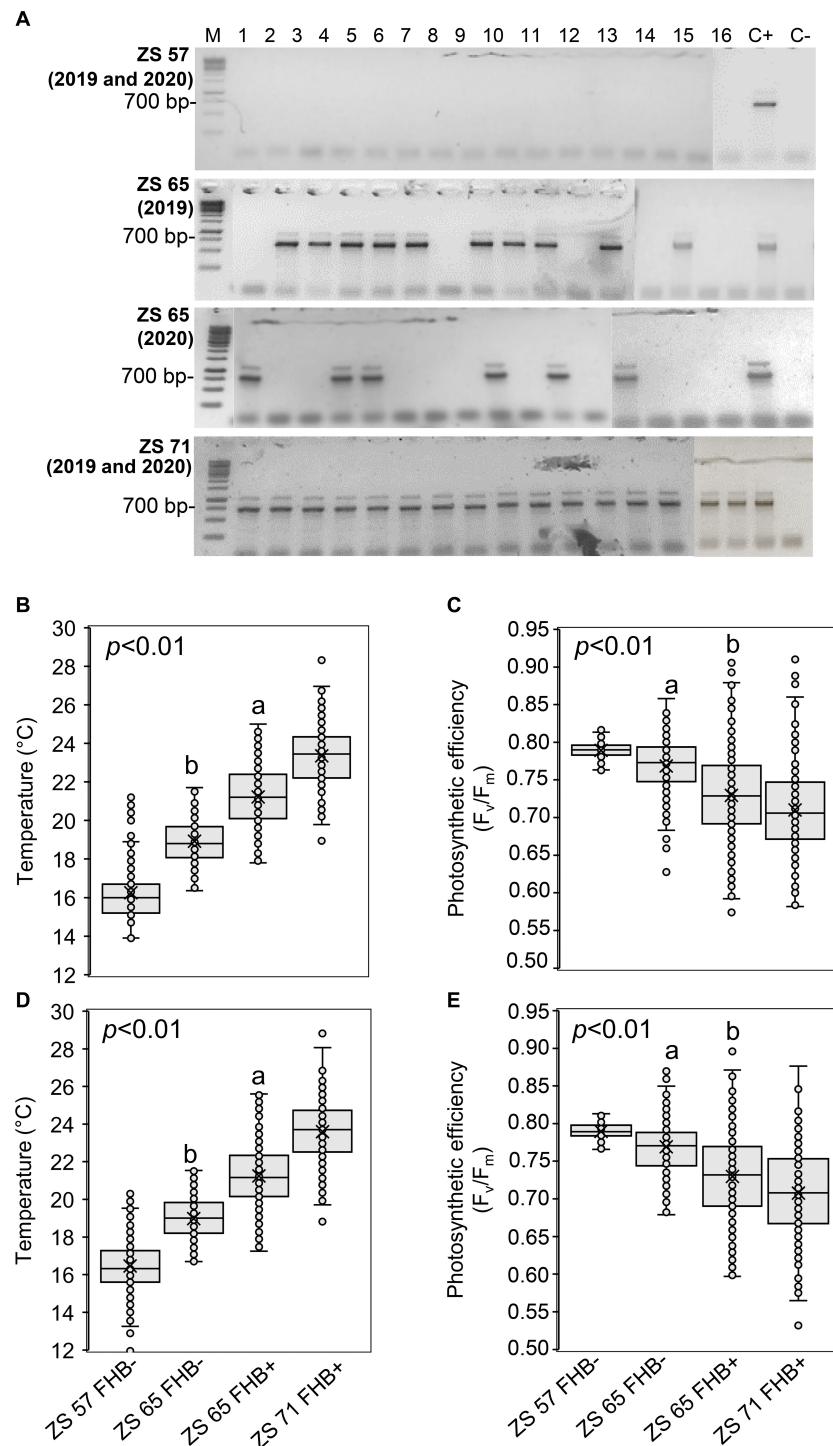 A
M 1 2 3 4 5 6 7 8 9 10 11 12 13 14 15 16 C+ C-
ZS 57
(2019 and 2020)
700 bp-
ZS 65
(2019)
700 bp-
ZS 65
(2020)
700 bp-
ZS 71
(2019 and 2020)
700 bp-
B
Temperature (°C)
30
28
26
24
22
20
18
16
14
12
p<0.01
b
a
C
Photosynthetic efficiency
(Fv/Fm)
0.95
0.90
0.85
0.80
0.75
0.70
0.65
0.60
0.55
0.50
p<0.01
a
b
D
Temperature (°C)
30
28
26
24
22
20
18
16
14
12
p<0.01
b
a
ZS 57 FHB-
ZS 65 FHB-
ZS 65 FHB+
ZS 71 FHB+
E
Photosynthetic efficiency
(Fv/Fm)
0.95
0.90
0.85
0.80
0.75
0.70
0.65
0.60
0.55
0.50
p<0.01
a
b
ZS 57 FHB-
ZS 65 FHB-
ZS 65 FHB+
ZS 71 FHB+